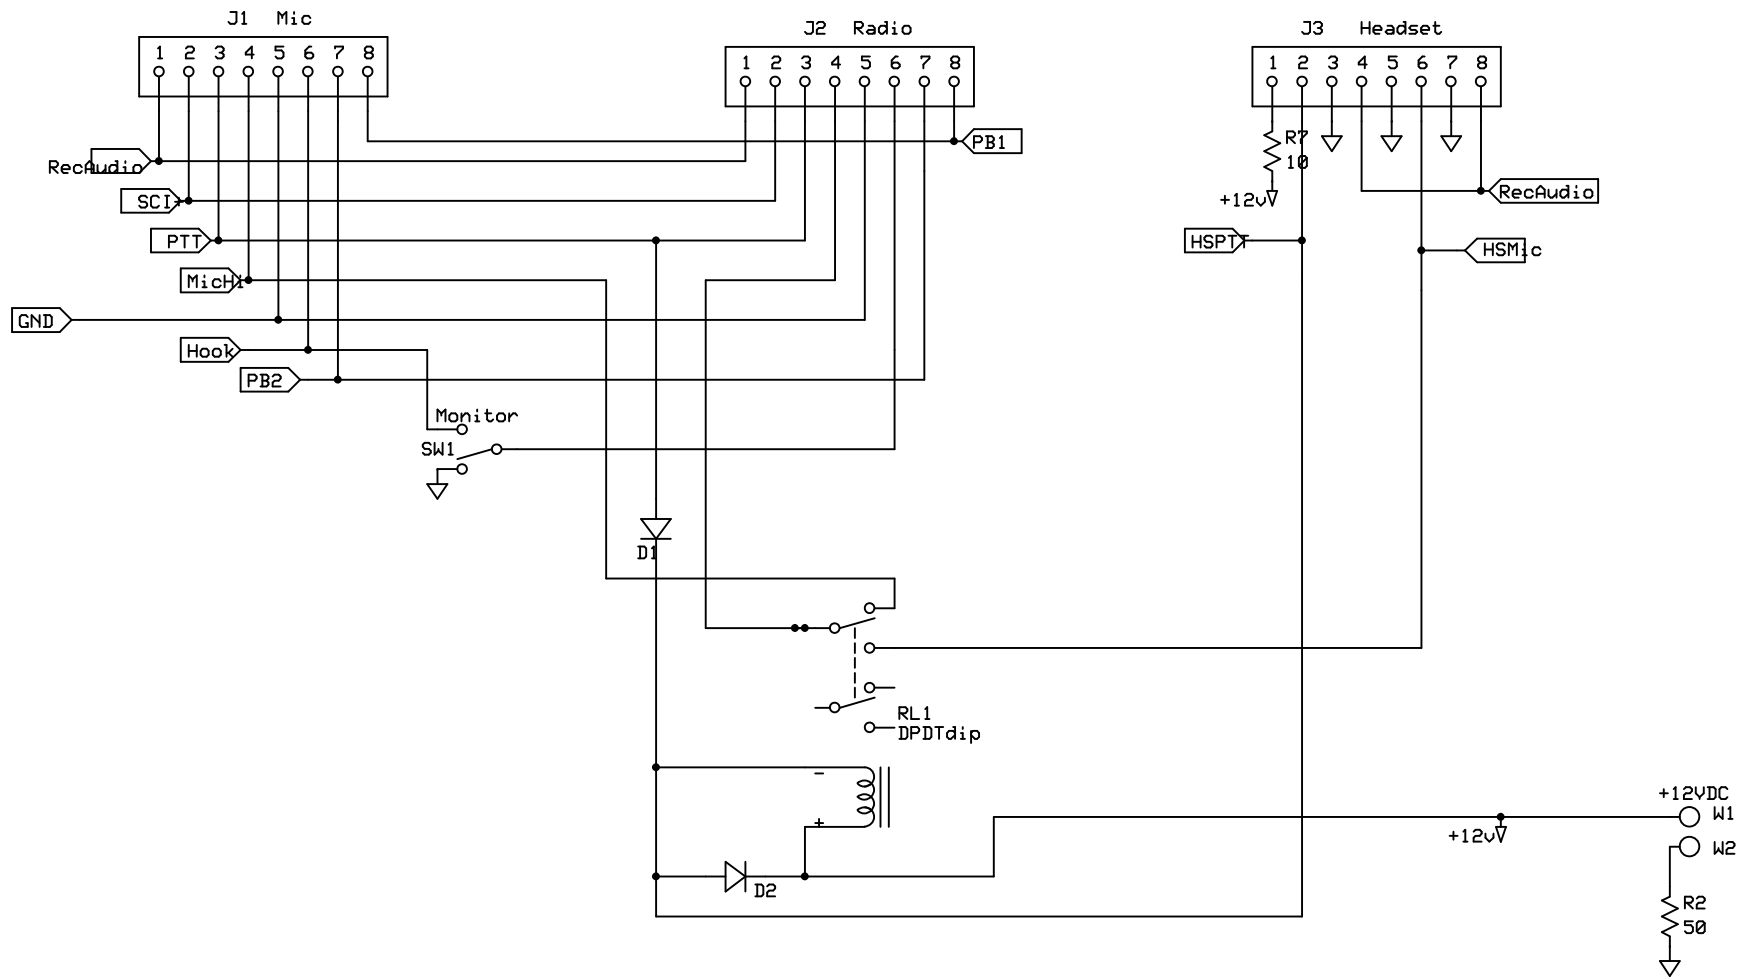 J1 Mic
J2 Radio
J3 Headset
1 2 3 4 5 6 7 8
1 2 3 4 5 6 7 8
1 2 3 4 5 6 7 8
PB1
R7
10
RecAudio
+12v
RecAudio
SCI+
PTT
HSPTT
HSMic
MicHi
GND
Hook
PB2
Monitor
SW1
D1
RL1
DPDTdip
-
+
D2
+12VDC
W1
+12v
W2
R2
50